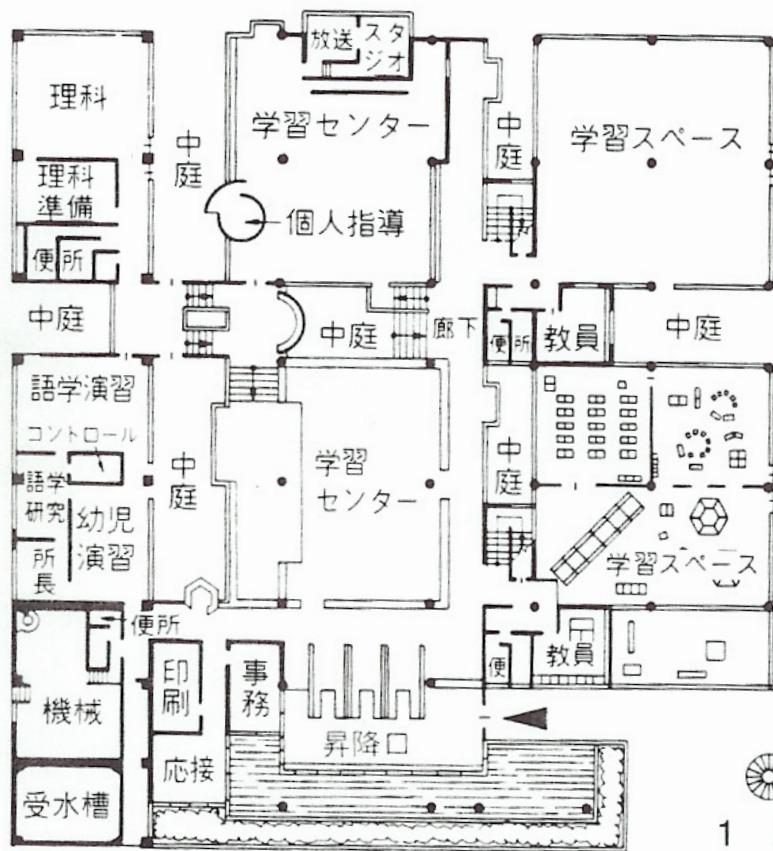 放送
スタ
ジオ
理科
中庭
学習センター
中庭
学習スペース
理科
準備
個人指導
便所
中庭
中庭
廊下
便所
教員
中庭
語学演習
コントロール
中庭
学習
センター
中庭
語学
研究
幼児
演習
所長
学習スペース
便所
印刷
事務
便
教員
機械
昇降口
応接
受水槽
1